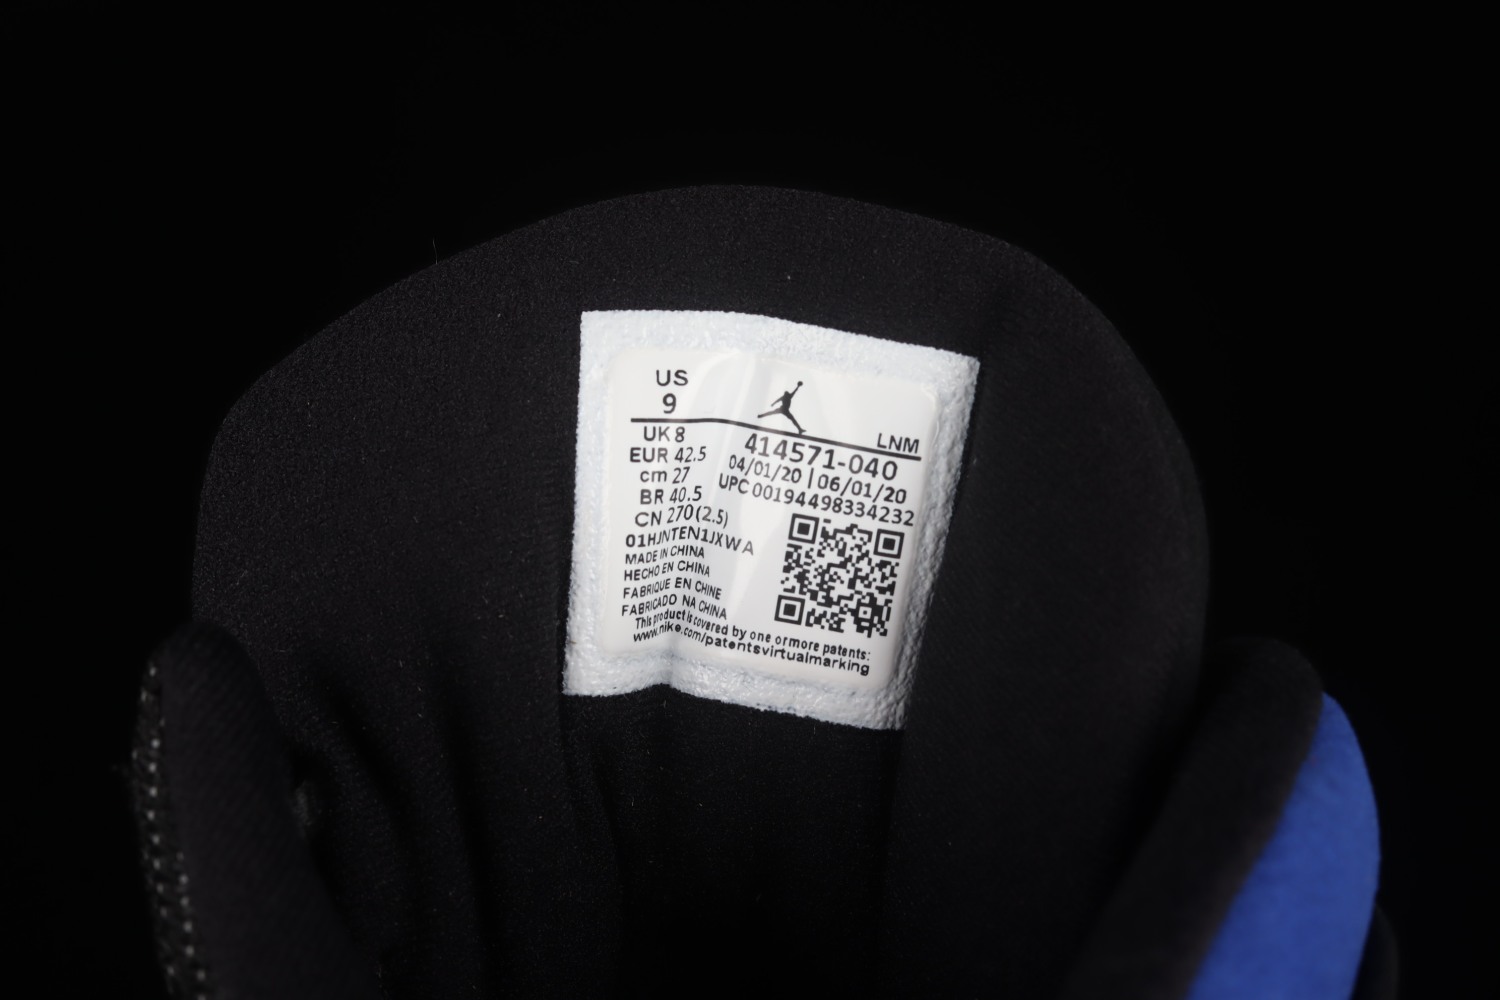 US
9
LNM
UK 8
EUR 42.5
cm 27
BR 40.5
CN 270 (2.5)
414571-040
04/01/20 | 06/01/20
UPC 00194498334232
01HJNTEN1JXWA
MADE IN CHINA
HECHO EN CHINA
FABRIQUE EN CHINE
FABRICADO NA CHINA
This product is covered by one or more patents:
www.nike.com/patentsvirtualmarking